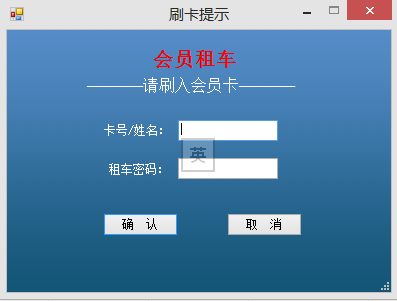 刷卡提示
会员租车
————请刷入会员卡————
卡号/姓名：
英
租车密码：
确 认 取 消